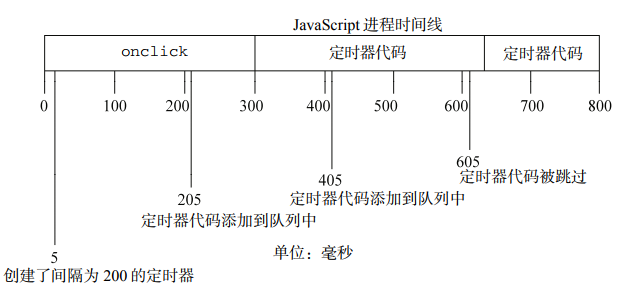 JavaScript 进程时间线
onclick 定时器代码 定时器代码
0 100 200 300 400 500 600 700 800
605
定时器代码被跳过
405
定时器代码添加到队列中
205
定时器代码添加到队列中
单位：毫秒
5
创建了间隔为 200 的定时器